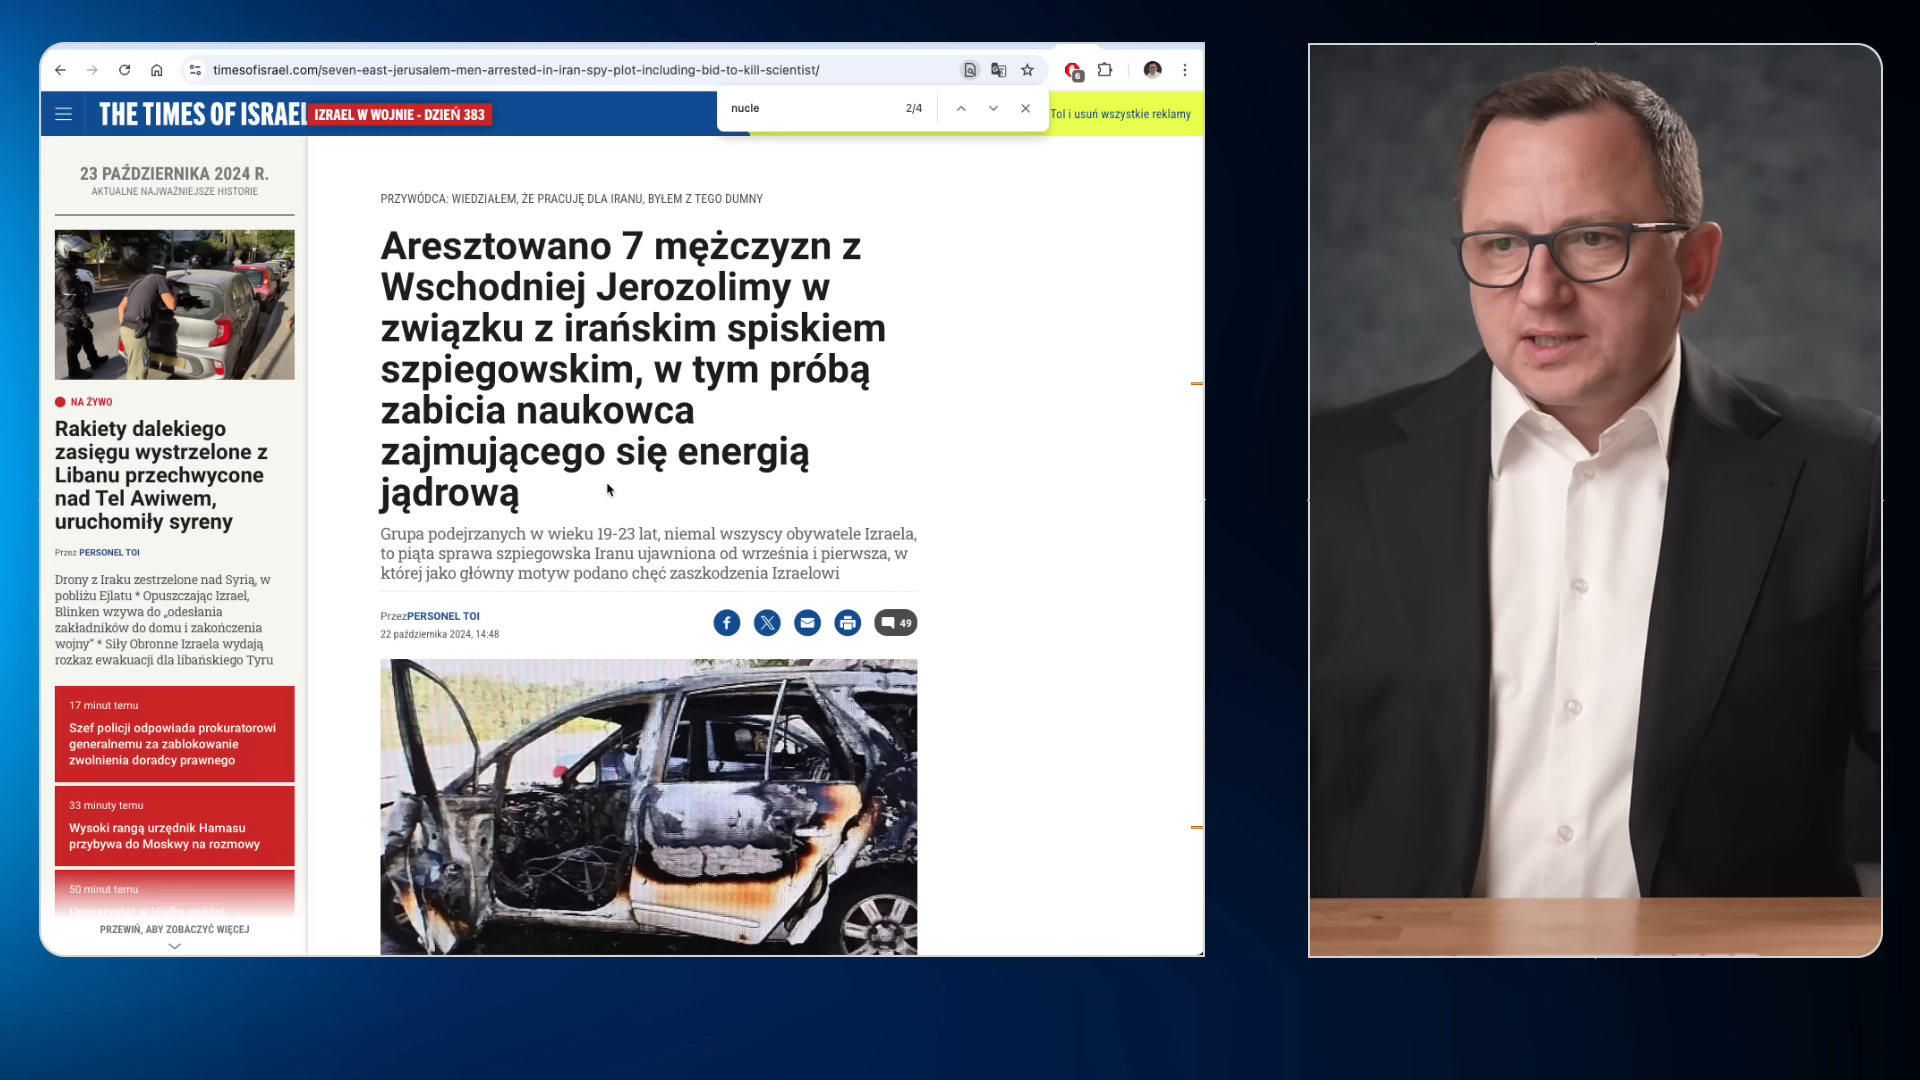 timesofisrael.com/seven-east-jerusalem-men-arrested-in-iran-spy-plot-including-bid-to-kill-scientist/
6
THE TIMES OF ISRAEL
IZRAEL W WOJNIE - DZIEŃ 383
nucle
2/4
ToI i usuń wszystkie reklamy
23 PAŹDZIERNIKA 2024 R.
AKTUALNE NAJWAŻNIEJSZE HISTORIE
NA ŻYWO
Rakiety dalekiego
zasięgu wystrzelone z
Libanu przechwycone
nad Tel Awiwem,
uruchomiły syreny
Przez PERSONEL TOI
Drony z Iraku zestrzelone nad Syrią, w
pobliżu Ejlatu * Opuszczając Izrael,
Blinken wzywa do „odesłania
zakładników do domu i zakończenia
wojny” * Siły Obronne Izraela wydają
rozkaz ewakuacji dla libańskiego Tyru
17 minut temu
Szef policji odpowiada prokuratorowi
generalnemu za zablokowanie
zwolnienia doradcy prawnego
33 minuty temu
Wysoki rangą urzędnik Hamasu
przybywa do Moskwy na rozmowy
50 minut temu
Uniwersytet w Hajfie
PRZEWIŃ, ABY ZOBACZYĆ WIĘCEJ
PRZYWÓDCA: WIEDZIAŁEM, ŻE PRACUJĘ DLA IRANU, BYŁEM Z TEGO DUMNY
Aresztowano 7 mężczyzn z
Wschodniej Jerozolimy w
związku z irańskim spiskiem
szpiegowskim, w tym próbą
zabicia naukowca
zajmującego się energią
jądrową
Grupa podejrzanych w wieku 19-23 lat, niemal wszyscy obywatele Izraela,
to piąta sprawa szpiegowska Iranu ujawniona od września i pierwsza, w
której jako główny motyw podano chęć zaszkodzenia Izraelowi
PrzezPERSONEL TOI
22 października 2024, 14:48
49